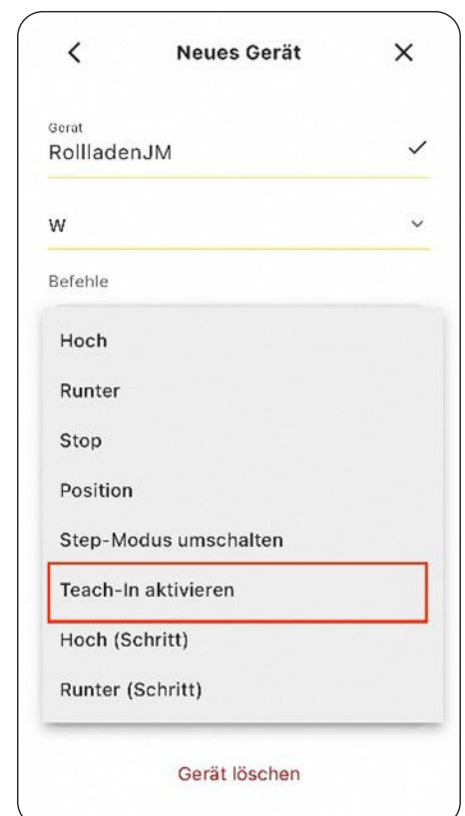 Neues Gerät
Gerät
RollladenJM
W
Befehle
Hoch
Runter
Stop
Position
Step-Modus umschalten
Teach-In aktivieren
Hoch (Schritt)
Runter (Schritt)
Gerät löschen